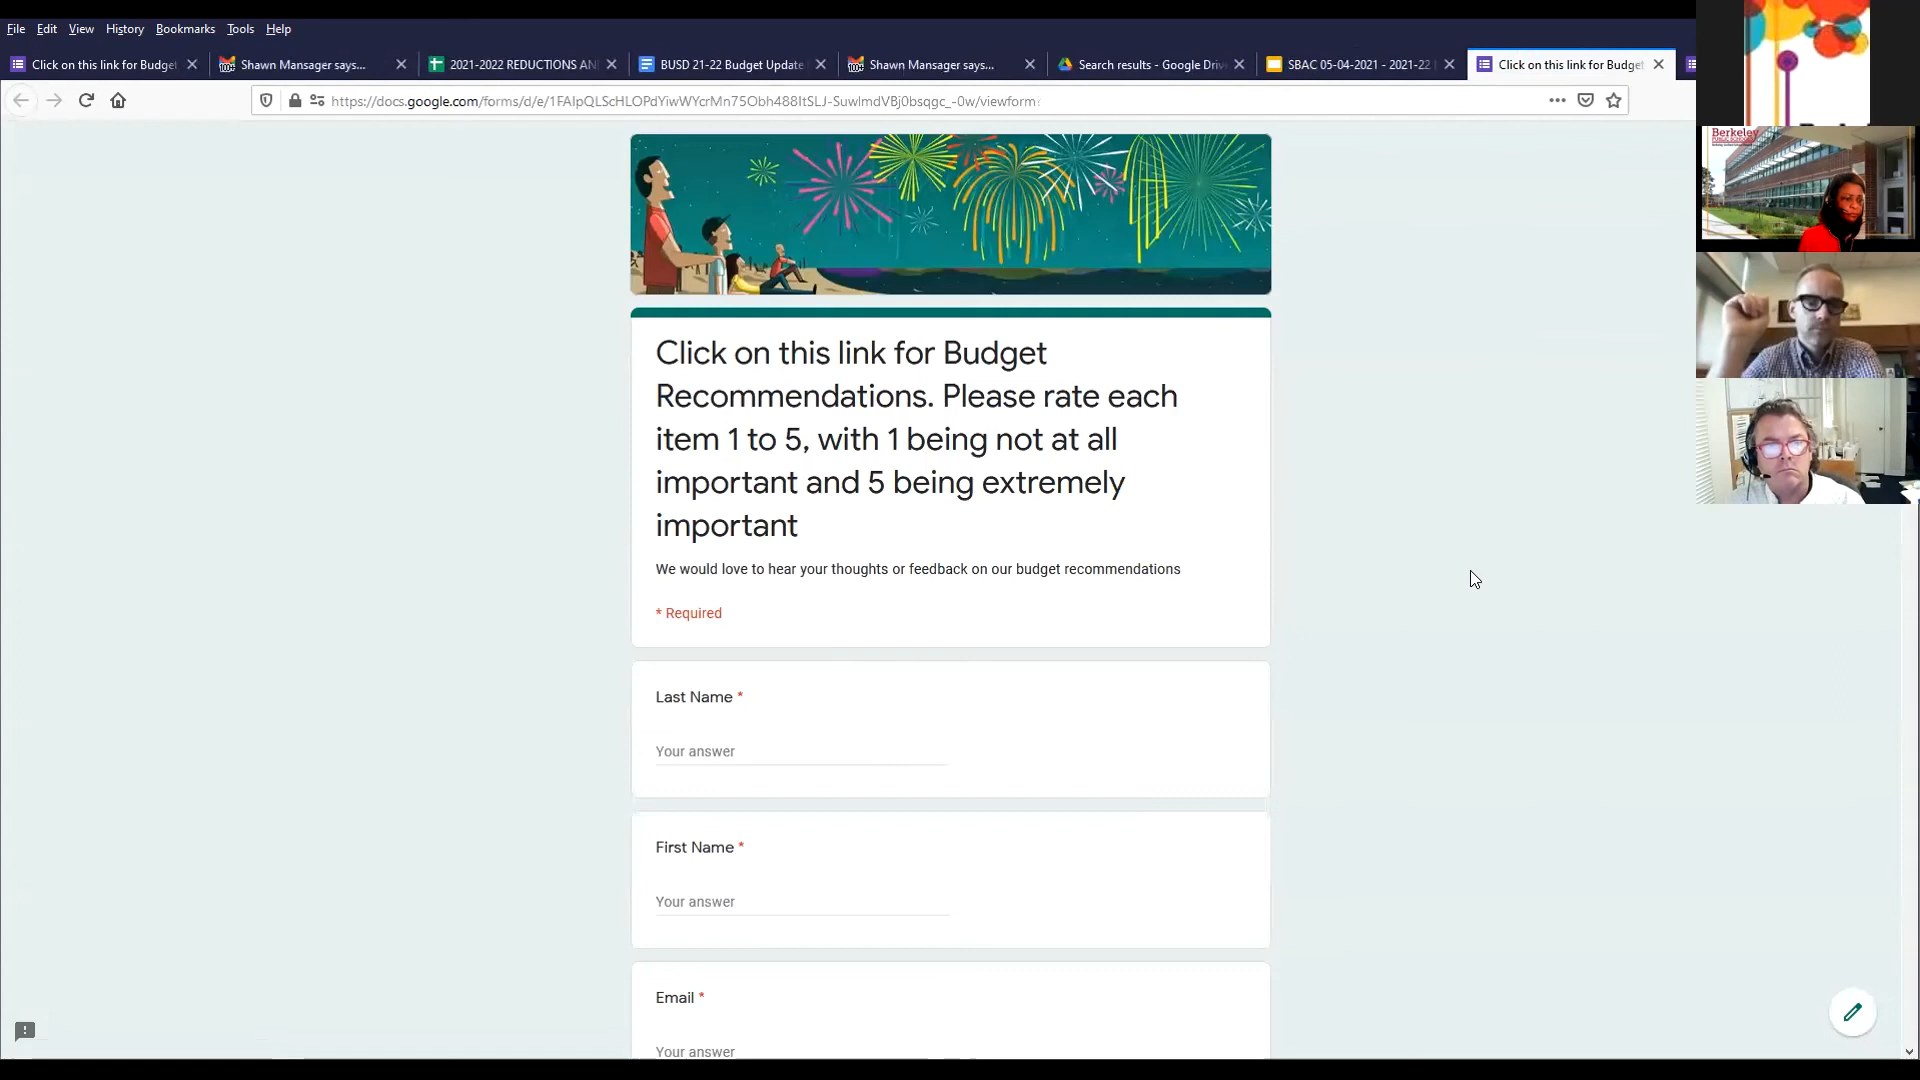 File Edit View History Bookmarks Tools Help
Click on this link for Budget
Shawn Mansager says...
2021-2022 REDUCTIONS AN
BUSD 21-22 Budget Update
Shawn Mansager says...
Search results - Google Driv
SBAC 05-04-2021 - 2021-22
Click on this link for Budget
https://docs.google.com/forms/d/e/1FAIpQLScHLOPdYiwWYcrMn75Obh488ItSLJ-SuwlmdVBj0bsqgc_-0w/viewform
Berkeley
Click on this link for Budget
Recommendations. Please rate each
item 1 to 5, with 1 being not at all
important and 5 being extremely
important
We would love to hear your thoughts or feedback on our budget recommendations
* Required
Last Name *
Your answer
First Name *
Your answer
Email *
Your answer